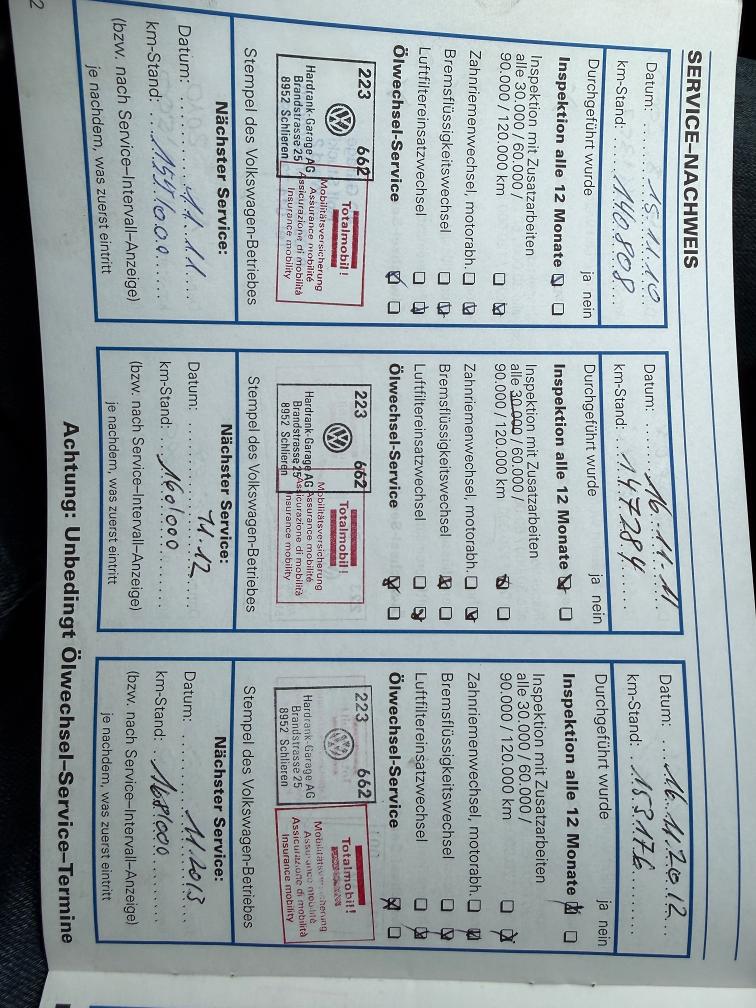 SERVICE–NACHWEIS
Datum: 15.11.10
km-Stand: 140.808
Durchgeführt wurde ja nein
Inspektion alle 12 Monate
Inspektion mit Zusatzarbeiten
alle 30.000 / 60.000 /
90.000 / 120.000 km
Zahnriemenwechsel, motorabh.
Bremsflüssigkeitswechsel
Luftfiltereinsatzwechsel
Ölwechsel-Service
223 662
Hardrank-Garage AG
Brandstrasse 25
8952 Schlieren
Totalmobil!
Mobilitätsversicherung
Assurance mobilité
Assicurazione di mobilità
Insurance mobility
Stempel des Volkswagen-Betriebes
Nächster Service:
Datum: 11.11
km-Stand:
(bzw. nach Service–Intervall–Anzeige)
je nachdem, was zuerst eintritt
Datum: 16.11.11
km-Stand: 147284
Durchgeführt wurde ja nein
Inspektion alle 12 Monate
Inspektion mit Zusatzarbeiten
alle 30.000 / 60.000 /
90.000 / 120.000 km
Zahnriemenwechsel, motorabh.
Bremsflüssigkeitswechsel
Luftfiltereinsatzwechsel
Ölwechsel-Service
223 662
Hardrank-Garage AG
Brandstrasse 25
8952 Schlieren
Totalmobil!
Mobilitätsversicherung
Assurance mobilité
Assicurazione di mobilità
Insurance mobility
Stempel des Volkswagen-Betriebes
Nächster Service:
Datum: 11.12
km-Stand: 160'000
(bzw. nach Service–Intervall–Anzeige)
je nachdem, was zuerst eintritt
Datum: 16.11.2012
km-Stand: 153176
Durchgeführt wurde ja nein
Inspektion alle 12 Monate
Inspektion mit Zusatzarbeiten
alle 30.000 / 60.000 /
90.000 / 120.000 km
Zahnriemenwechsel, motorabh.
Bremsflüssigkeitswechsel
Luftfiltereinsatzwechsel
Ölwechsel-Service
223 662
Hardrank-Garage AG
Brandstrasse 25
8952 Schlieren
Totalmobil!
Mobilitätsversicherung
Assurance mobilité
Assicurazione di mobilità
Insurance mobility
Stempel des Volkswagen-Betriebes
Nächster Service:
Datum: 11.2013
km-Stand: 168'000
(bzw. nach Service–Intervall–Anzeige)
je nachdem, was zuerst eintritt
Achtung: Unbedingt Ölwechsel–Service–Termine
2